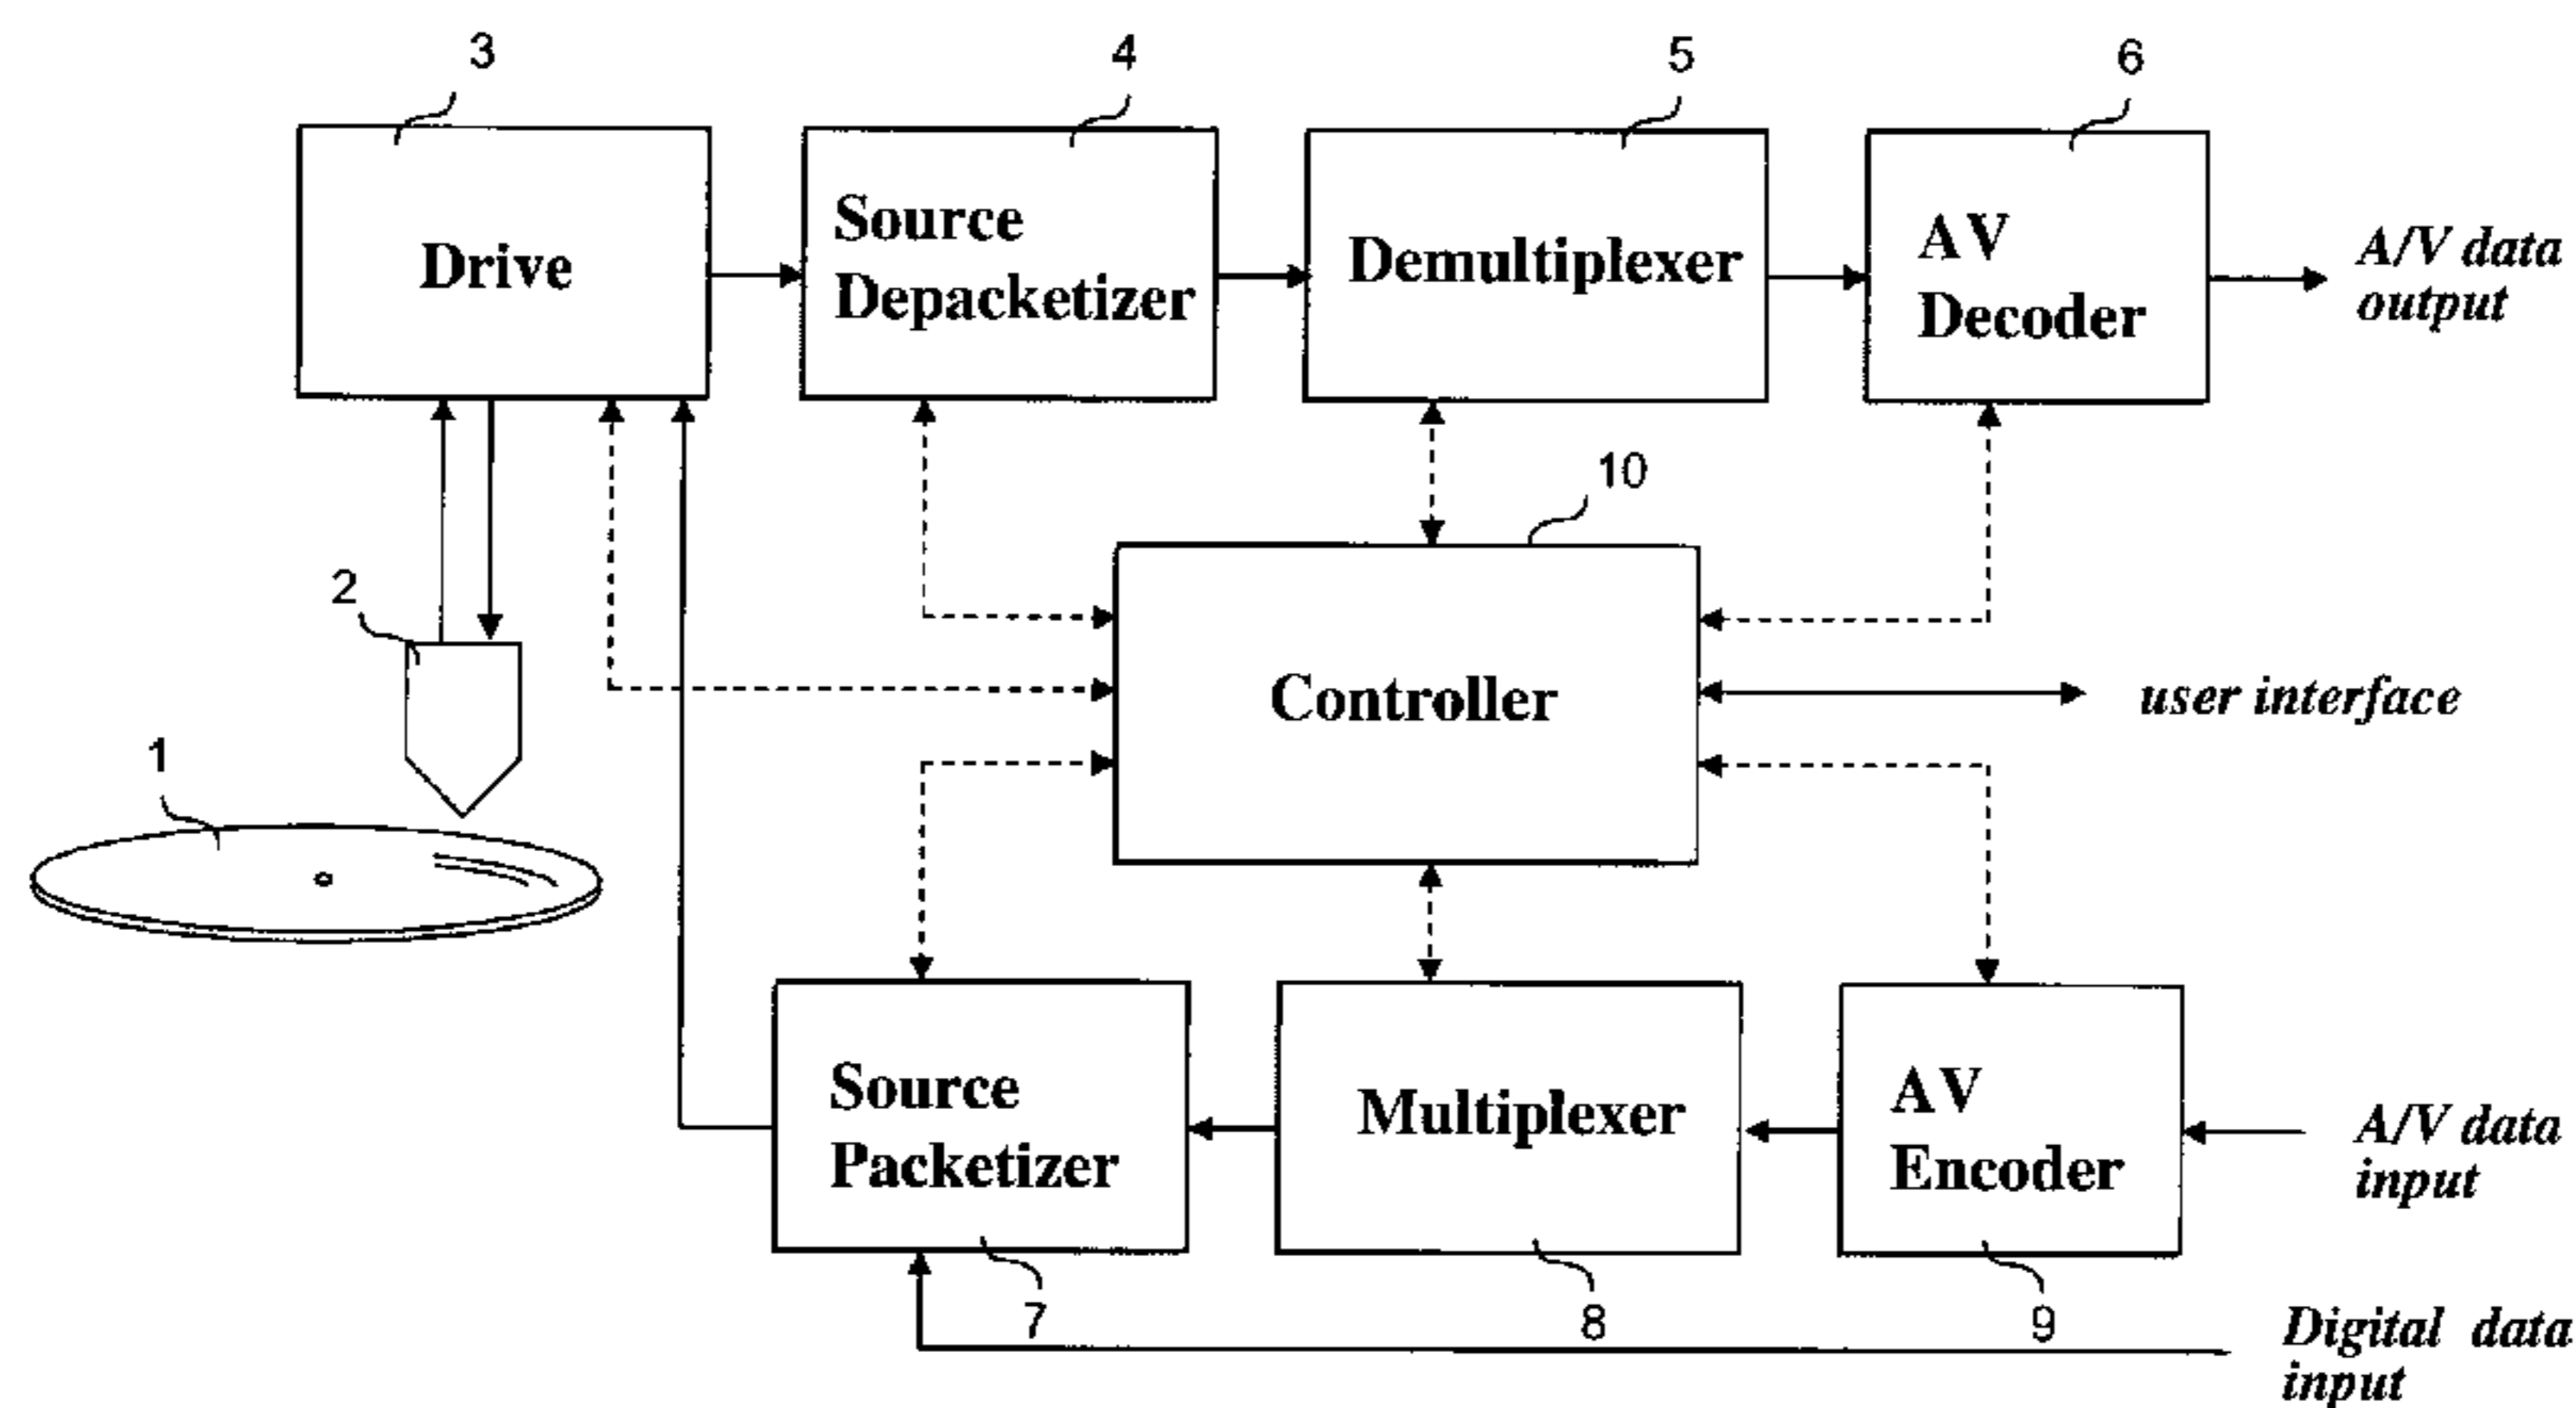 3
4
5
6
Drive
Source
Depacketizer
Demultiplexer
AV
Decoder
A/V data
output
10
2
Controller
user interface
1
Source
Packetizer
Multiplexer
AV
Encoder
A/V data
input
7
8
9
Digital data
input